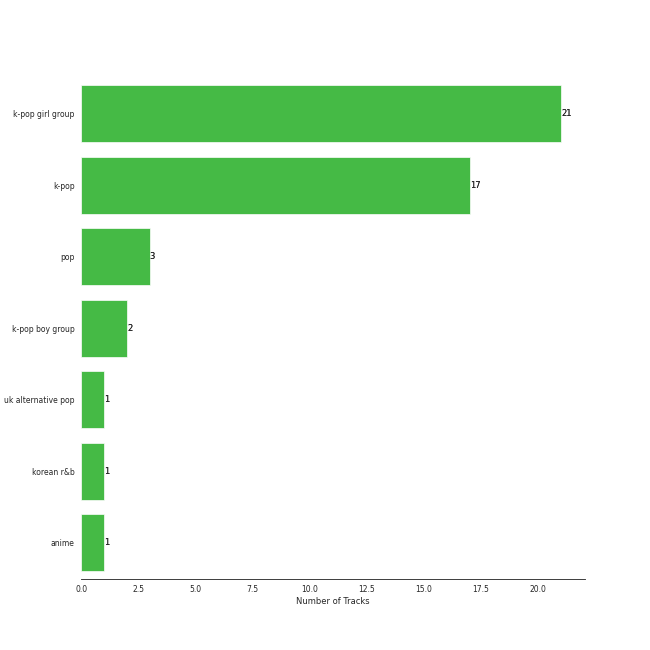 k-pop girl group 21
k-pop 17
pop 3
k-pop boy group 2
uk alternative pop 1
korean r&b 1
anime 1
0.0 2.5 5.0 7.5 10.0 12.5 15.0 17.5 20.0
Number of Tracks